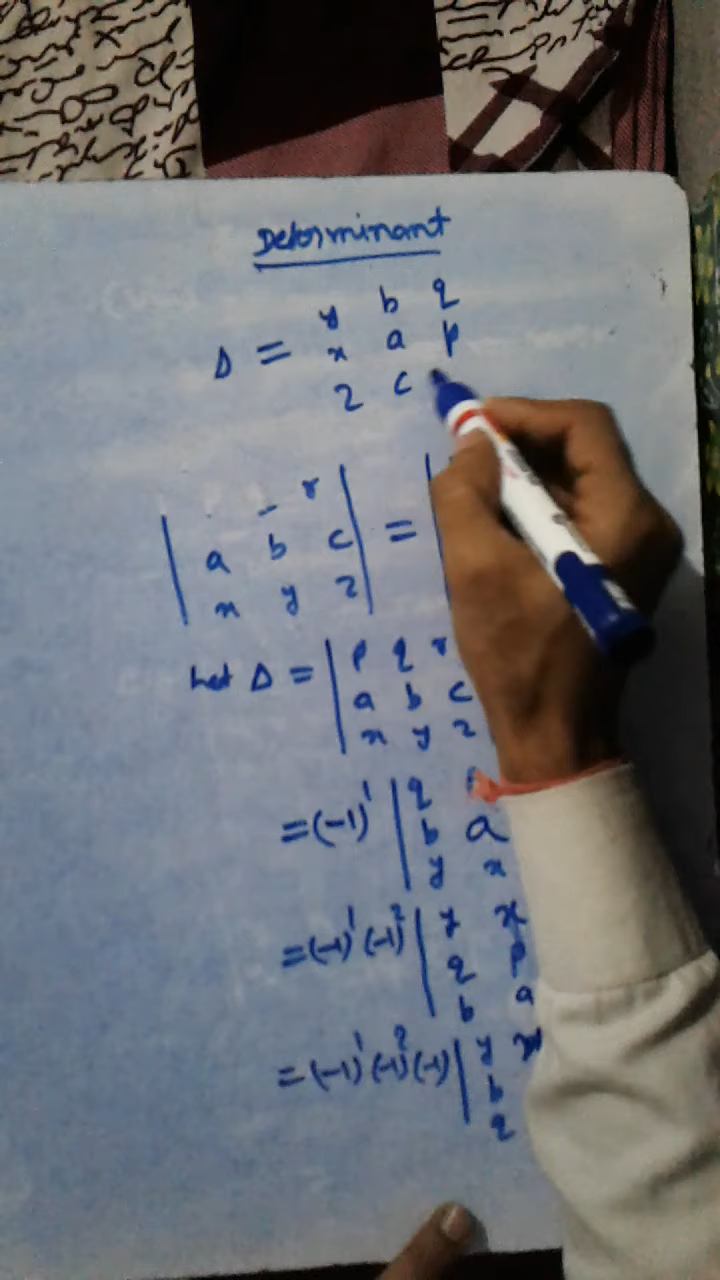 Determinant
y b q
Δ = x a p
z c
r
| a b c | = |
x y z
Let Δ = | p q r
a b c
x y z
= (-1)¹ | q
b a
y x
= (-1)¹ (-1)² | y x
q p
b a
= (-1)¹ (-1)² (-1) | y x
b
q